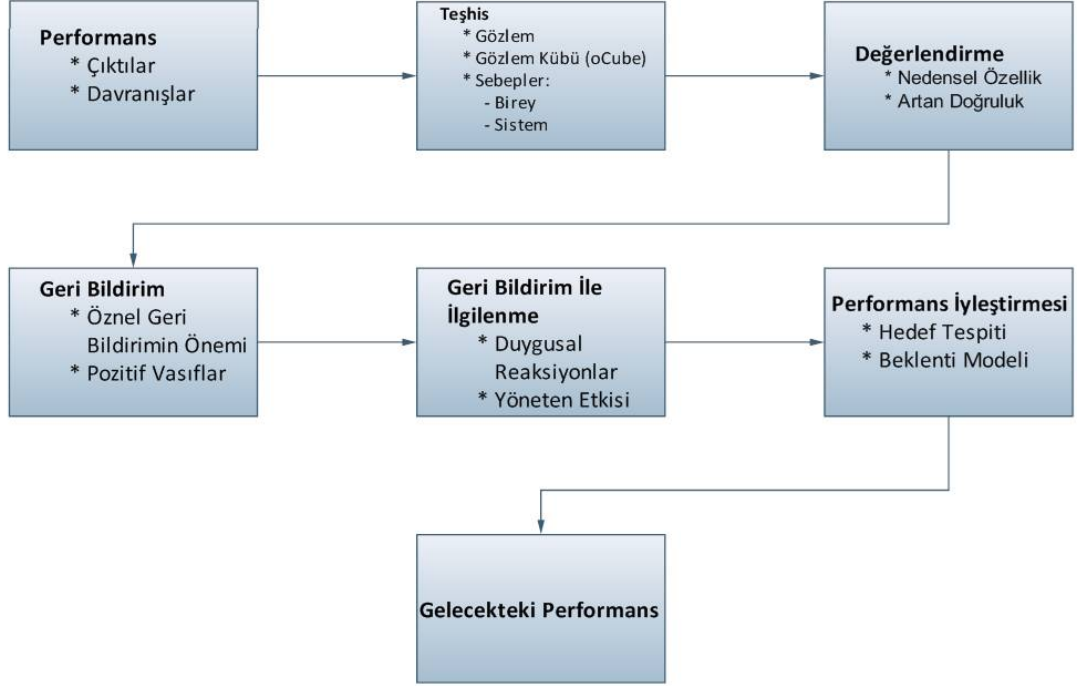 Performans
* Çıktılar
* Davranışlar
Teşhis
* Gözlem
* Gözlem Kübü (oCube)
* Sebepler:
- Birey
- Sistem
Değerlendirme
* Nedensel Özellik
* Artan Doğruluk
Geri Bildirim
* Öznel Geri
Bildirimin Önemi
* Pozitif Vasıflar
Geri Bildirim İle
İlgilenme
* Duygusal
Reaksiyonlar
* Yöneten Etkisi
Performans İyleştirmesi
* Hedef Tespiti
* Beklenti Modeli
Gelecekteki Performans